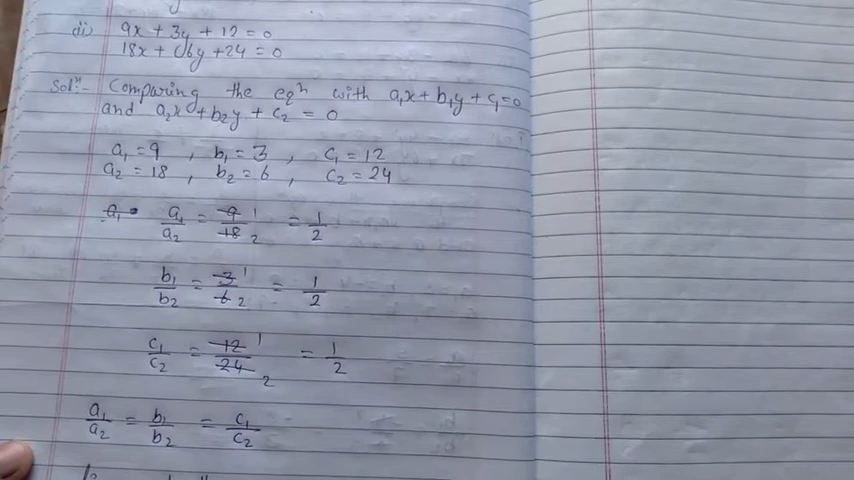 (ii) 9x + 3y + 12 = 0
18x + 6y + 24 = 0
Solⁿ:- Comparing the eqⁿ with a₁x + b₁y + c₁ = 0
and a₂x + b₂y + c₂ = 0
a₁ = 9 , b₁ = 3 , c₁ = 12
a₂ = 18 , b₂ = 6 , c₂ = 24
a₁/a₂ = 9/18 = 1/2
b₁/b₂ = 3/6 = 1/2
c₁/c₂ = 12/24 = 1/2
a₁/a₂ = b₁/b₂ = c₁/c₂